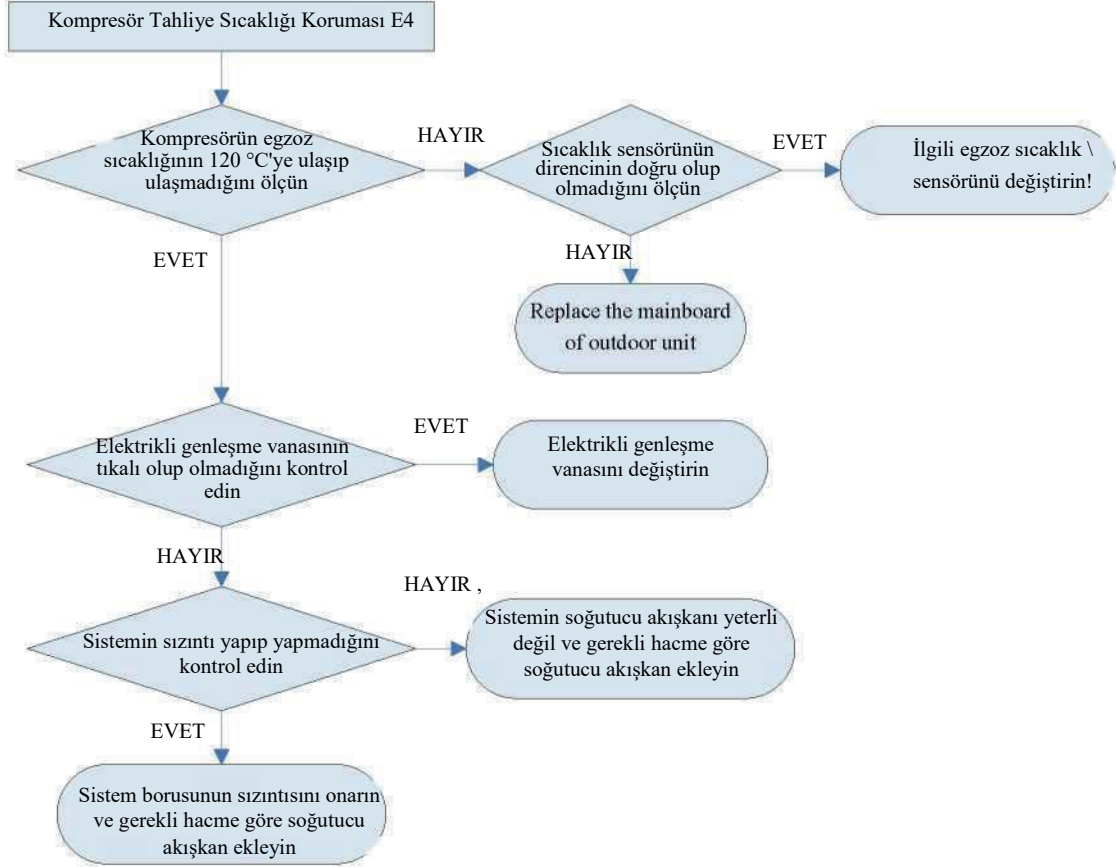 Kompresör Tahliye Sıcaklığı Koruması E4
Kompresörün egzoz
sıcaklığının 120 °C'ye ulaşıp
ulaşmadığını ölçün
HAYIR
Sıcaklık sensörünün
direncinin doğru olup
olmadığını ölçün
EVET
İlgili egzoz sıcaklık \
sensörünü değiştirin!
EVET
HAYIR
Replace the mainboard
of outdoor unit
Elektrikli genleşme vanasının
tıkalı olup olmadığını kontrol
edin
EVET
Elektrikli genleşme
vanasını değiştirin
HAYIR
HAYIR ,
Sistemin sızıntı yapıp yapmadığını
kontrol edin
Sistemin soğutucu akışkanı yeterli
değil ve gerekli hacme göre
soğutucu akışkan ekleyin
EVET
Sistem borusunun sızıntısını onarın
ve gerekli hacme göre soğutucu
akışkan ekleyin